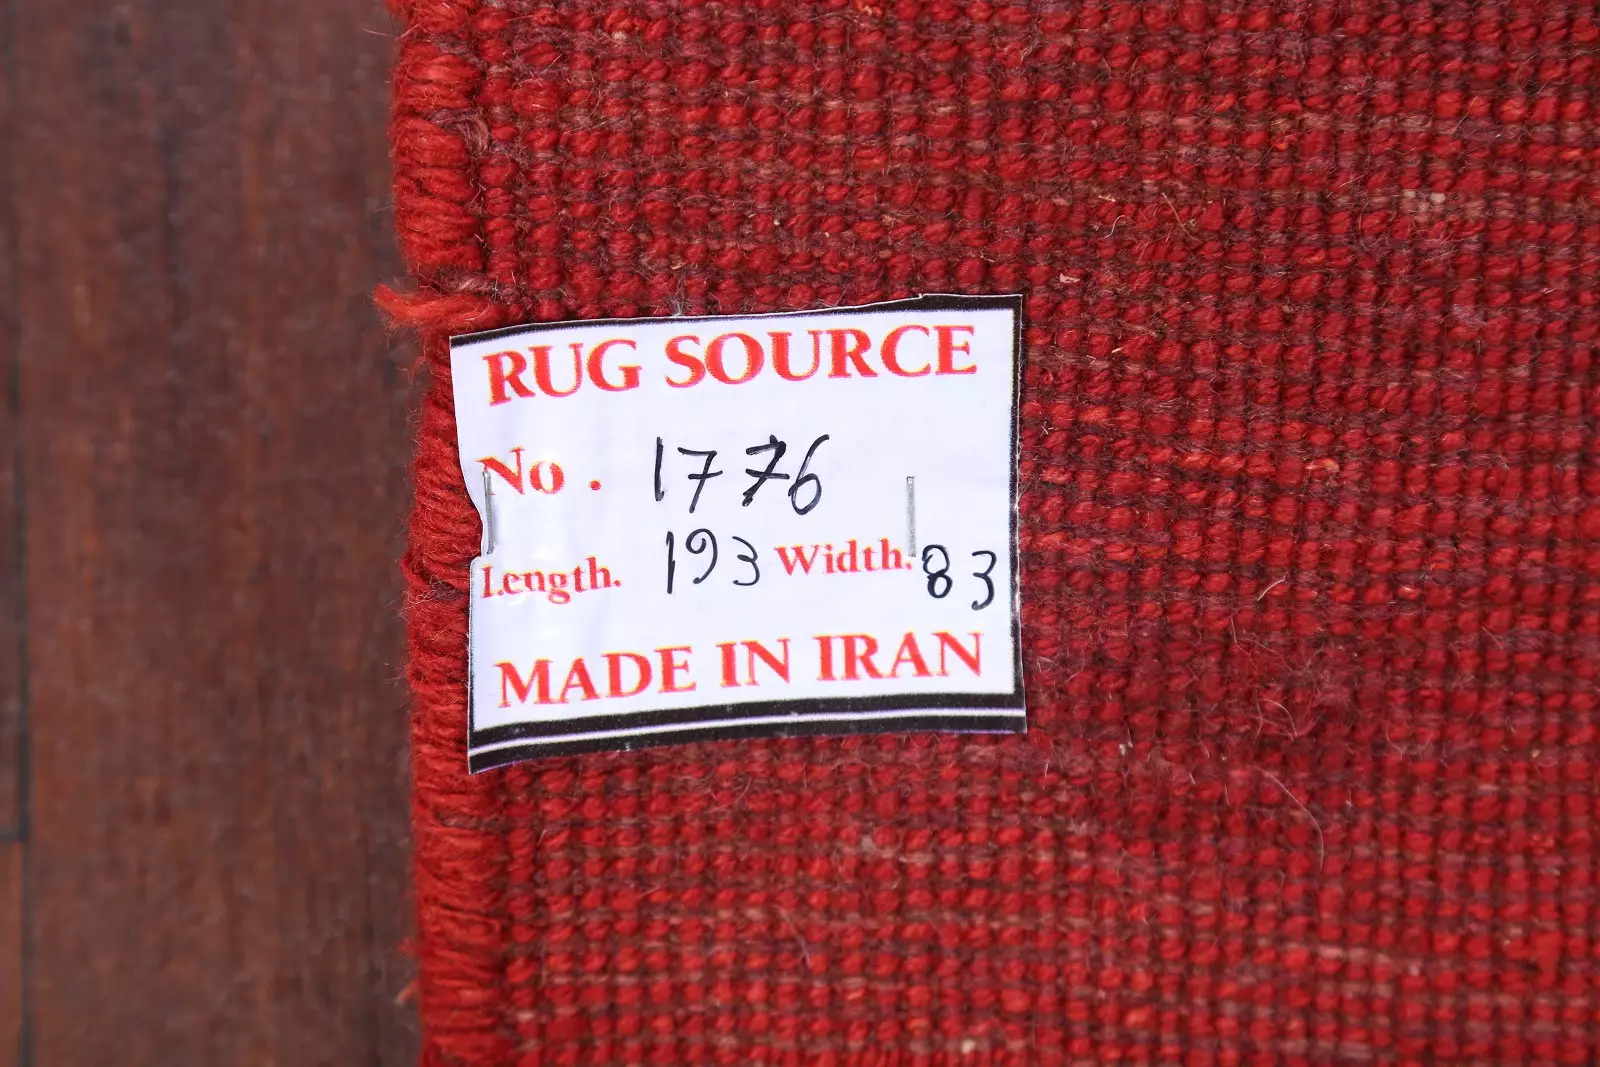 RUG SOURCE
No. 1776
Length. 193 Width. 83
MADE IN IRAN